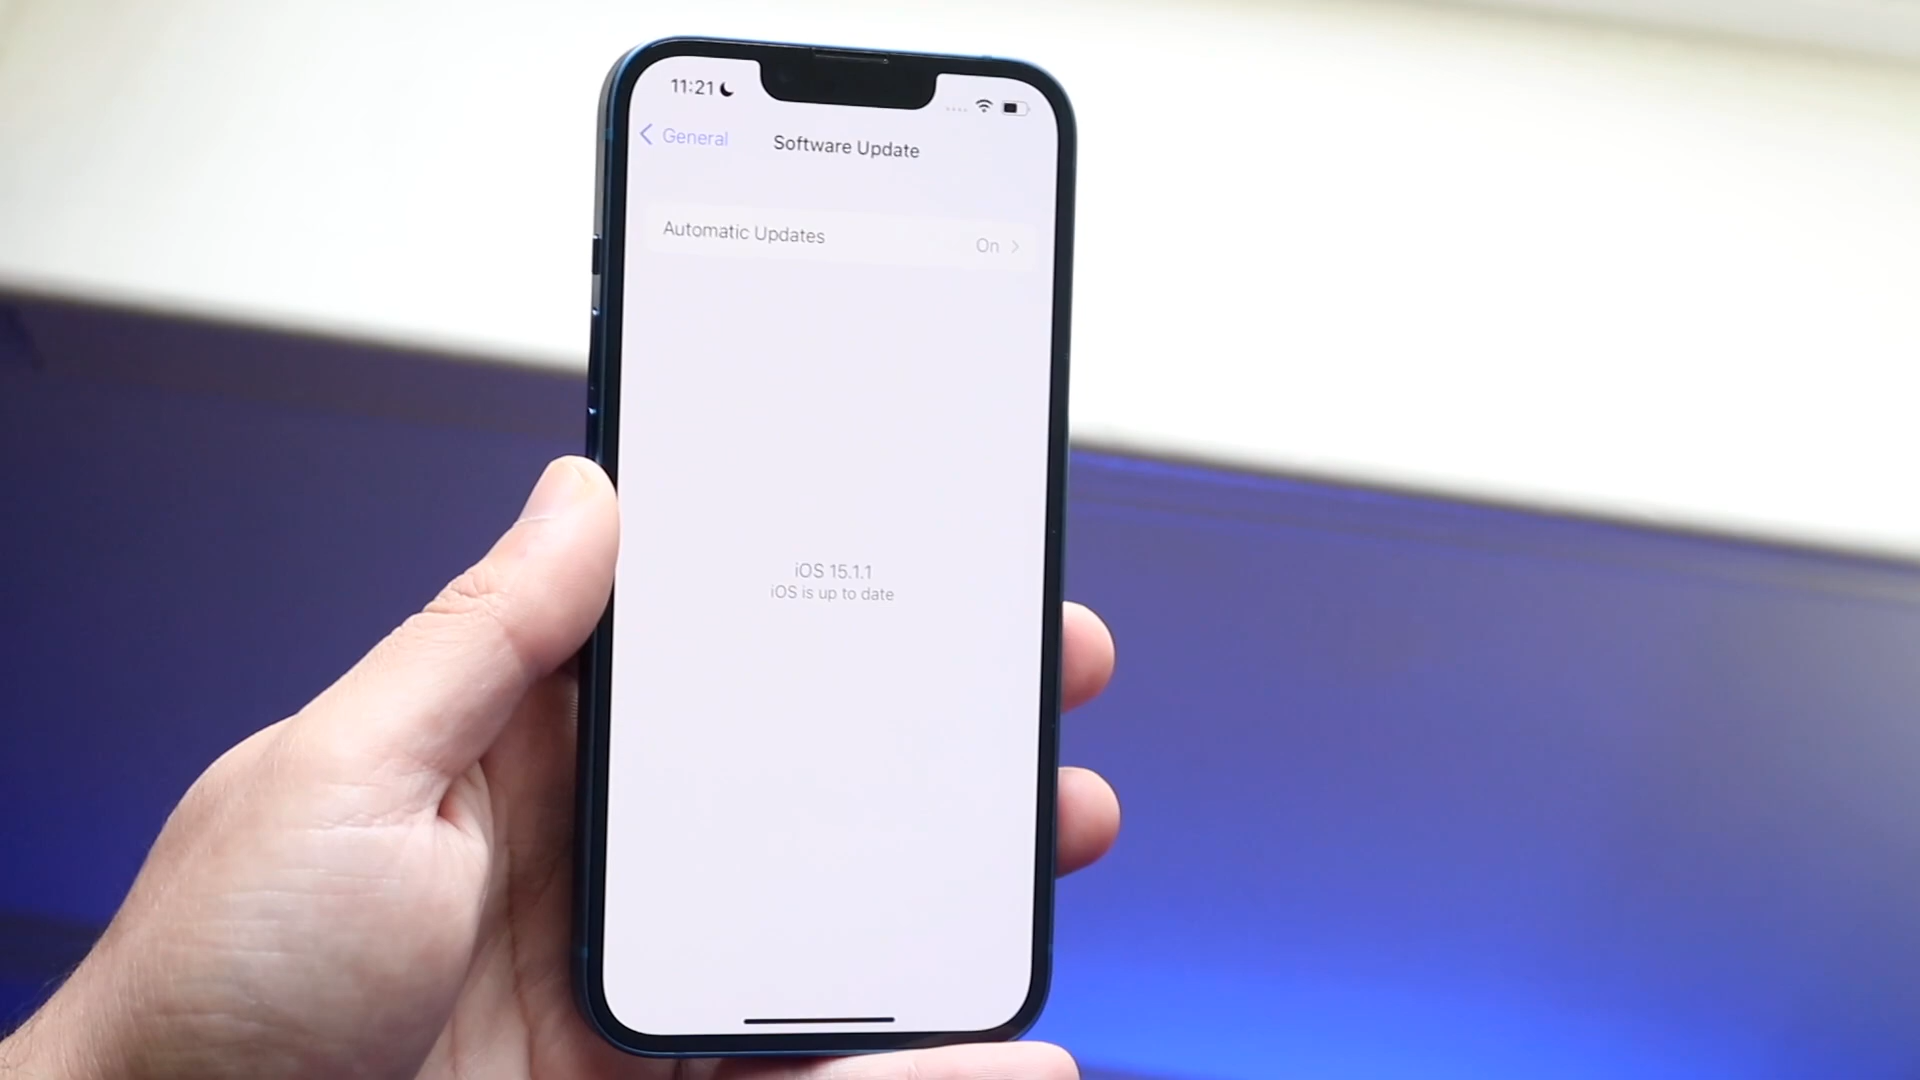 11:21
General
Software Update
Automatic Updates
On
iOS 15.1.1
iOS is up to date